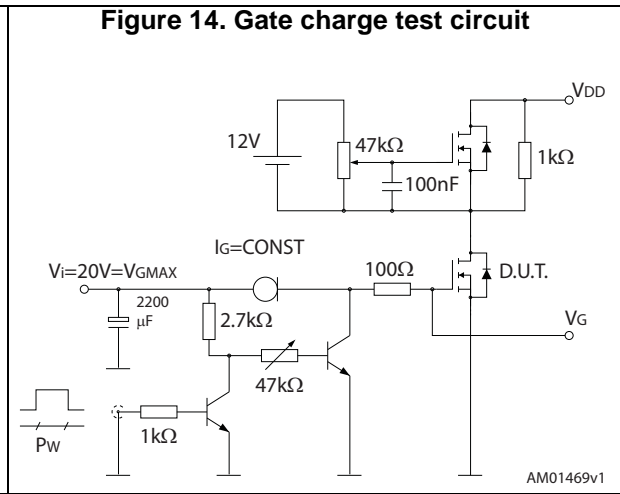 Figure 14. Gate charge test circuit
VDD
12V
47kΩ
1kΩ
100nF
IG=CONST
Vi=20V=VGMAX
100Ω
D.U.T.
2200
μF
2.7kΩ
VG
47kΩ
1kΩ
PW
AM01469v1